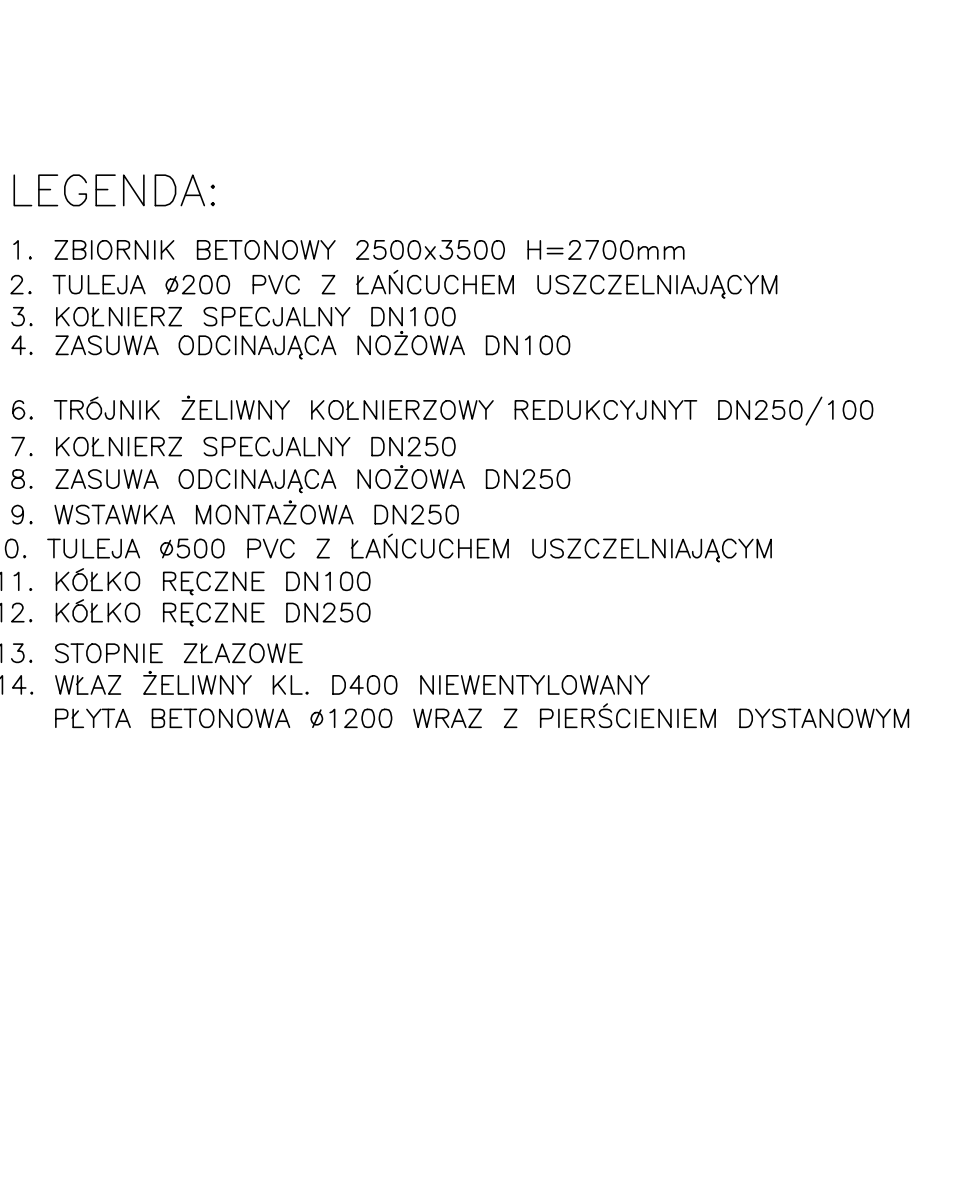 LEGENDA:
1. ZBIORNIK BETONOWY 2500x3500 H=2700mm
2. TULEJA ø200 PVC Z ŁAŃCUCHEM USZCZELNIAJĄCYM
3. KOŁNIERZ SPECJALNY DN100
4. ZASUWA ODCINAJĄCA NOŻOWA DN100
6. TRÓJNIK ŻELIWNY KOŁNIERZOWY REDUKCYJNYT DN250/100
7. KOŁNIERZ SPECJALNY DN250
8. ZASUWA ODCINAJĄCA NOŻOWA DN250
9. WSTAWKA MONTAŻOWA DN250
0. TULEJA ø500 PVC Z ŁAŃCUCHEM USZCZELNIAJĄCYM
11. KÓŁKO RĘCZNE DN100
12. KÓŁKO RĘCZNE DN250
13. STOPNIE ZŁAZOWE
14. WŁAZ ŻELIWNY KL. D400 NIEWENTYLOWANY
PŁYTA BETONOWA ø1200 WRAZ Z PIERŚCIENIEM DYSTANOWYM